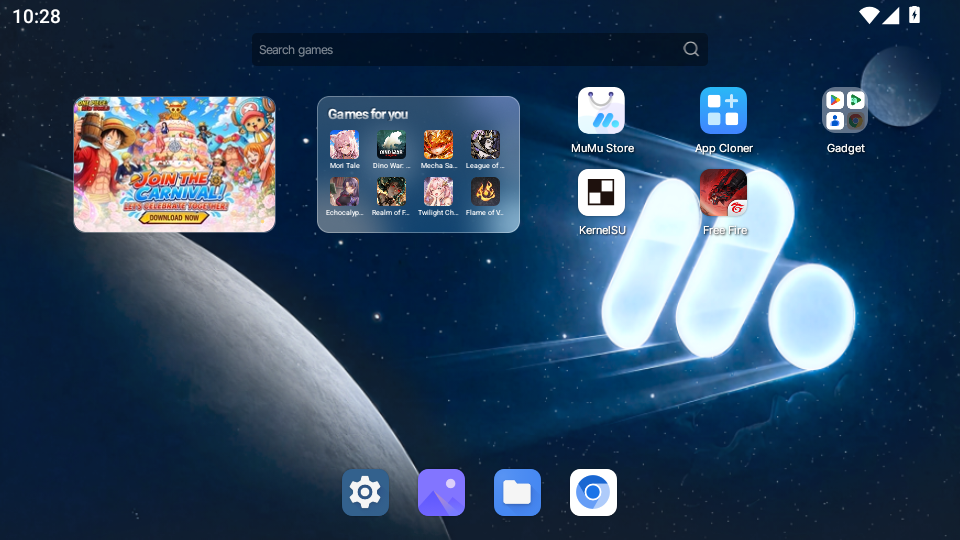 10:28
Search games
ONE PIECE
JOIN THE
CARNIVAL!
LET'S CELEBRATE TOGETHER!
DOWNLOAD NOW
Games for you
Mori Tale
Dino War: ...
Mecha Sa...
League of ...
Echocalyp...
Realm of F...
Twilight Ch...
Flame of V...
MuMu Store
App Cloner
Gadget
KernelSU
Free Fire